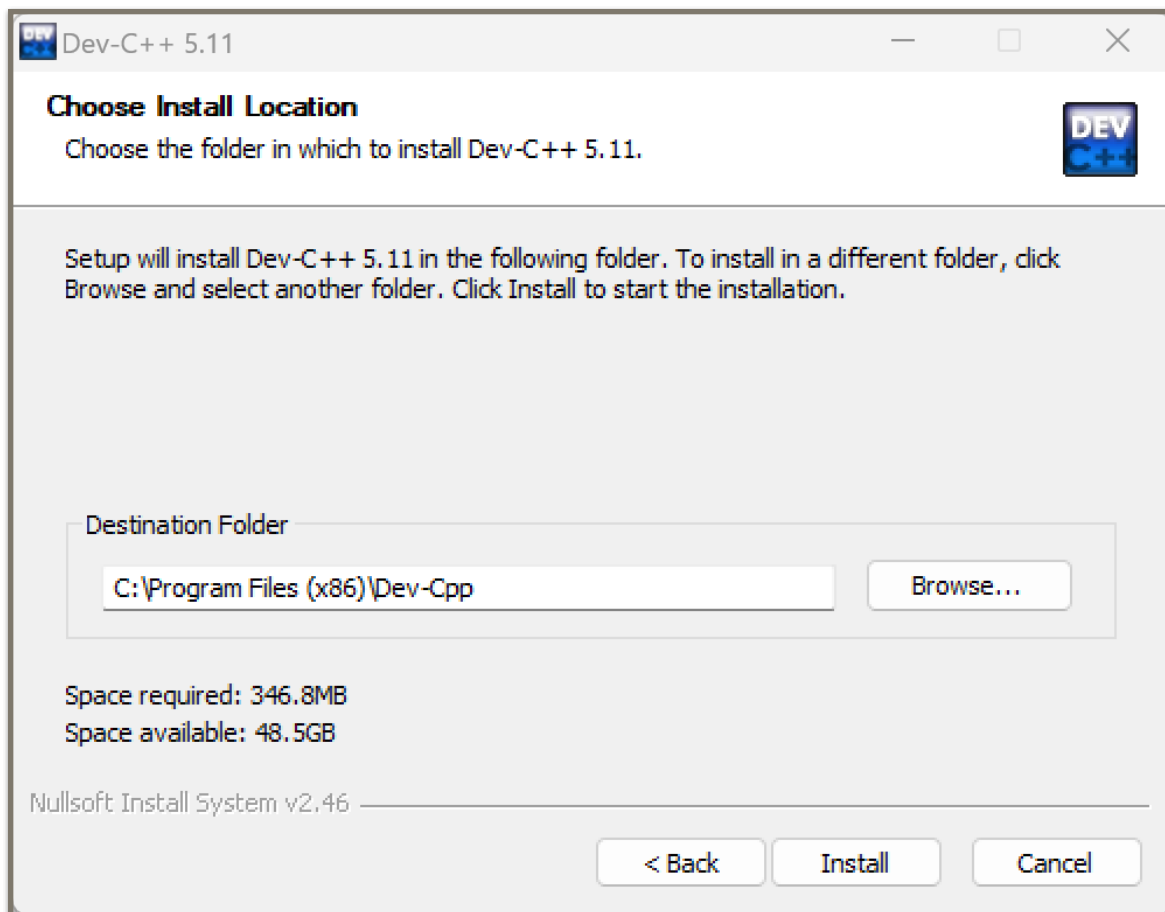 Dev-C++ 5.11
Choose Install Location
Choose the folder in which to install Dev-C++ 5.11.
DEV
C++
Setup will install Dev-C++ 5.11 in the following folder. To install in a different folder, click
Browse and select another folder. Click Install to start the installation.
Destination Folder
C:\Program Files (x86)\Dev-Cpp
Browse...
Space required: 346.8MB
Space available: 48.5GB
Nullsoft Install System v2.46
< Back
Install
Cancel